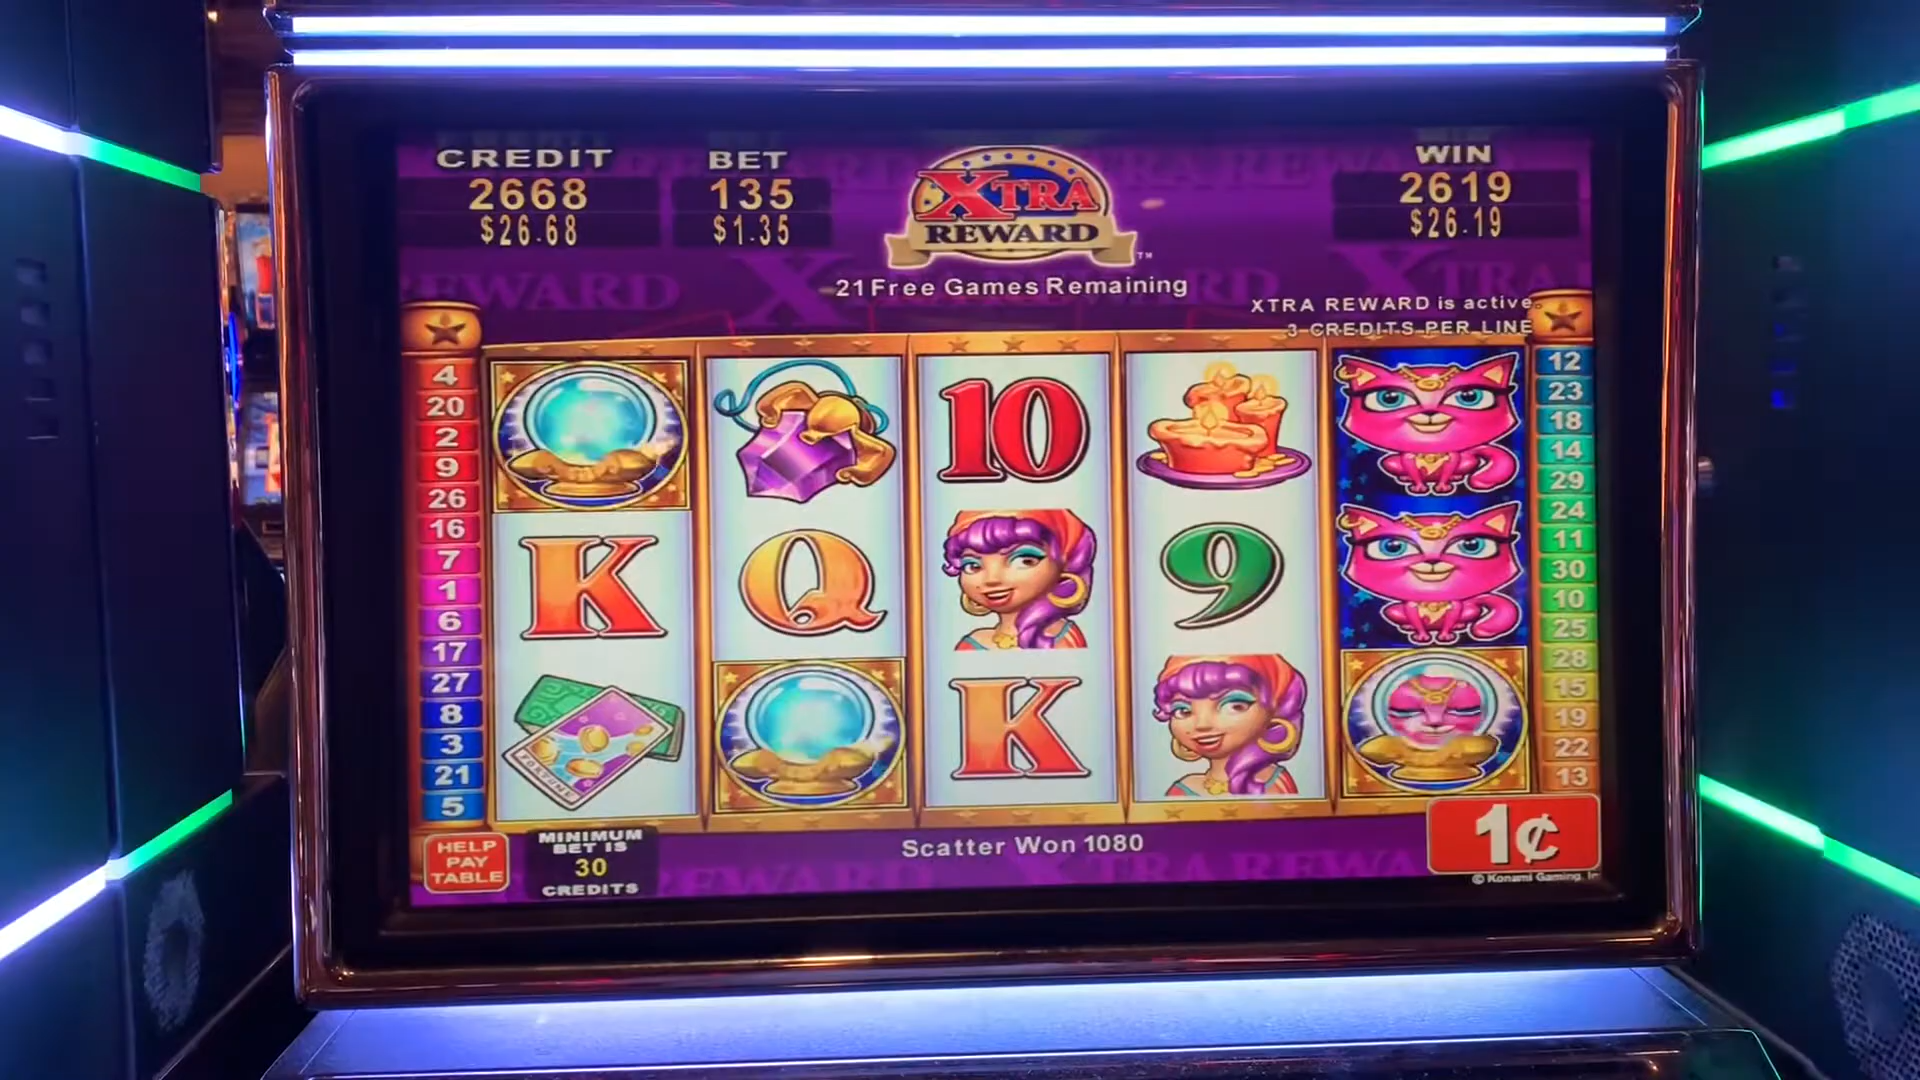 CREDIT
2668
$26.68
BET
135
$1.35
XTRA
REWARD
™
WIN
2619
$26.19
21 Free Games Remaining
XTRA REWARD is active.
3 CREDITS PER LINE
4
20
2
9
26
16
7
1
6
17
27
8
3
21
5
10
K
Q
9
K
FORTUNE
12
23
18
14
29
24
11
30
10
25
28
15
19
22
13
HELP
PAY
TABLE
MINIMUM
BET IS
30
CREDITS
Scatter Won 1080
1¢
© Konami Gaming, In